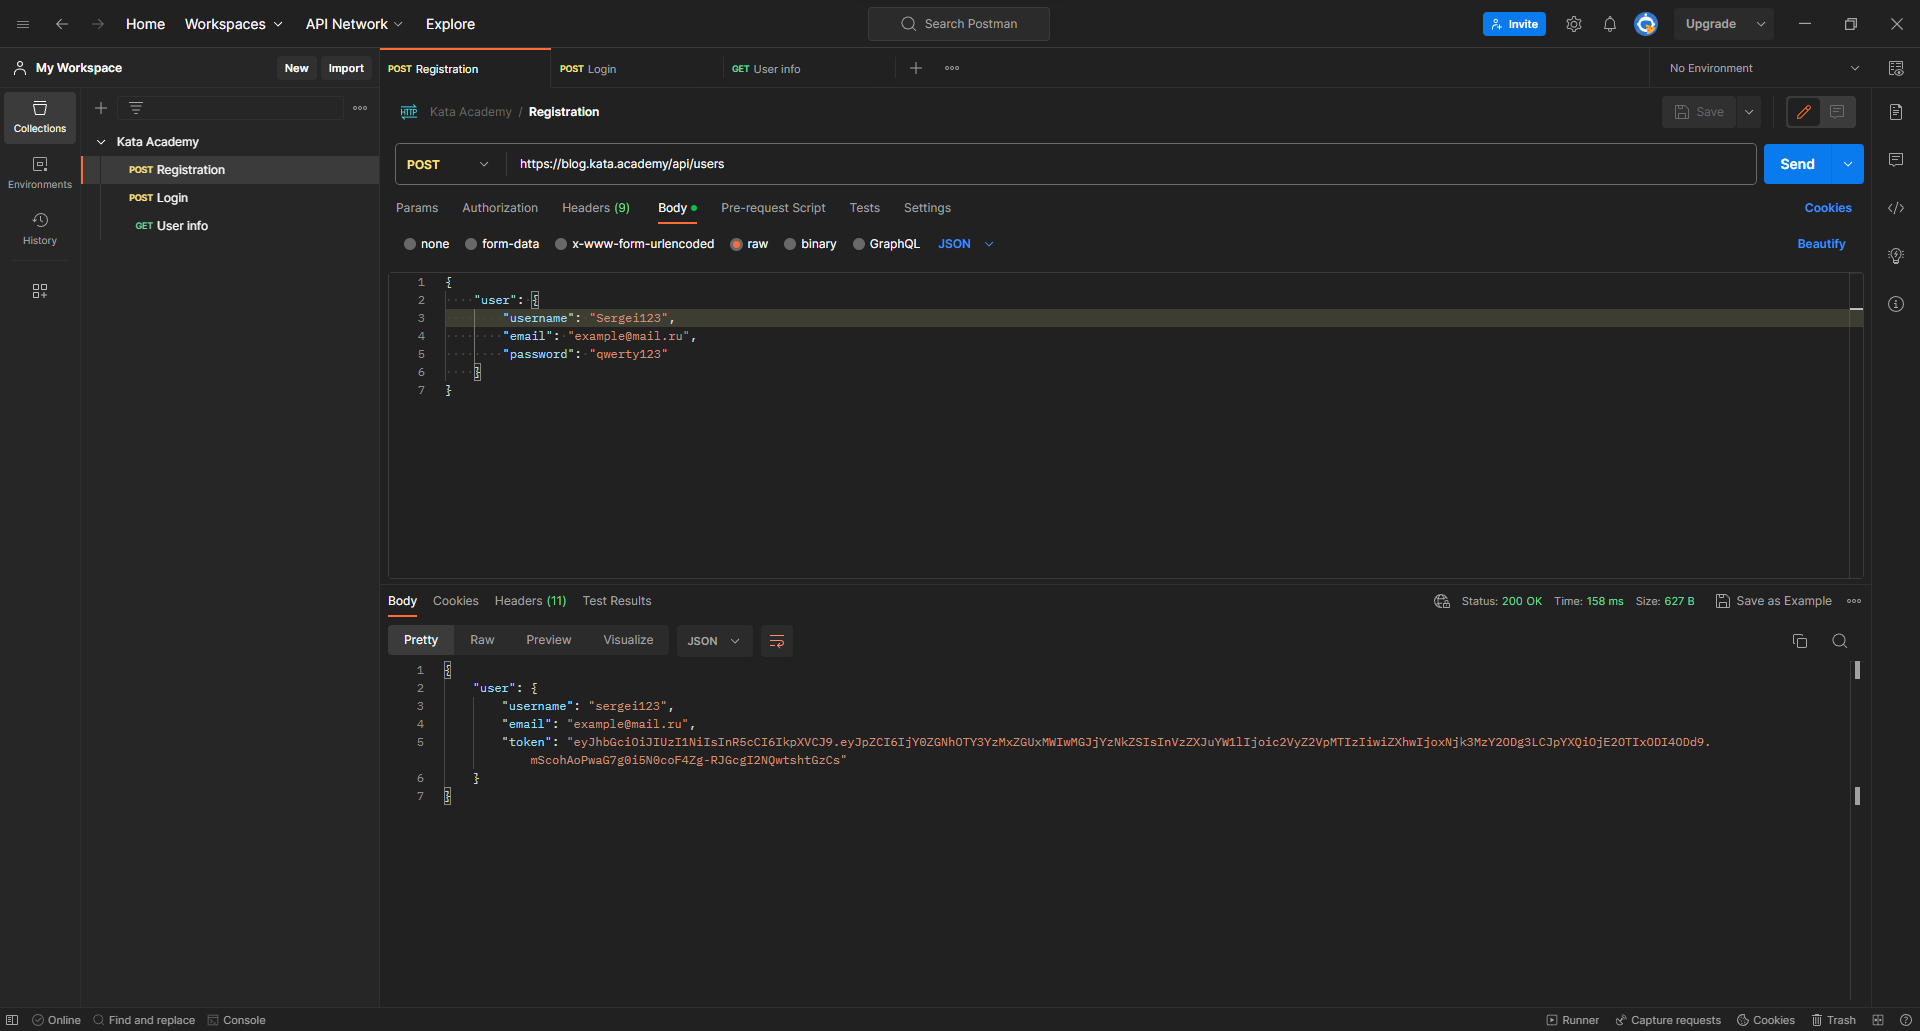 Home Workspaces API Network Explore Search Postman Invite Upgrade
My Workspace New Import POST Registration POST Login GET User info No Environment
Collections
Environments
History
Kata Academy
POST Registration
POST Login
GET User info
HTTP Kata Academy / Registration Save
POST https://blog.kata.academy/api/users Send
Params Authorization Headers (9) Body Pre-request Script Tests Settings Cookies
none form-data x-www-form-urlencoded raw binary GraphQL JSON Beautify
1 {
2 "user": {
3 "username": "Sergei123",
4 "email": "example@mail.ru",
5 "password": "qwerty123"
6 }
7 }
Body Cookies Headers (11) Test Results Status: 200 OK Time: 158 ms Size: 627 B Save as Example
Pretty Raw Preview Visualize JSON
1 {
2 "user": {
3 "username": "sergei123",
4 "email": "example@mail.ru",
5 "token": "eyJhbGciOiJIUzI1NiIsInR5cCI6IkpXVCJ9.eyJpZCI6IjY0ZGNhOTY3YzMxZGUxMWIwMGJjYzNkZSIsInVzZXJuYW1lIjoic2VyZ2VpMTIzIiwiZXhwIjoxNjk3MzY2ODg3LCJpYXQiOjE2OTIxODI4ODd9.
mScohAoPwaG7g0i5N0coF4Zg-RJGcgI2NQwtshtGzCs"
6 }
7 }
Online Find and replace Console Runner Capture requests Cookies Trash